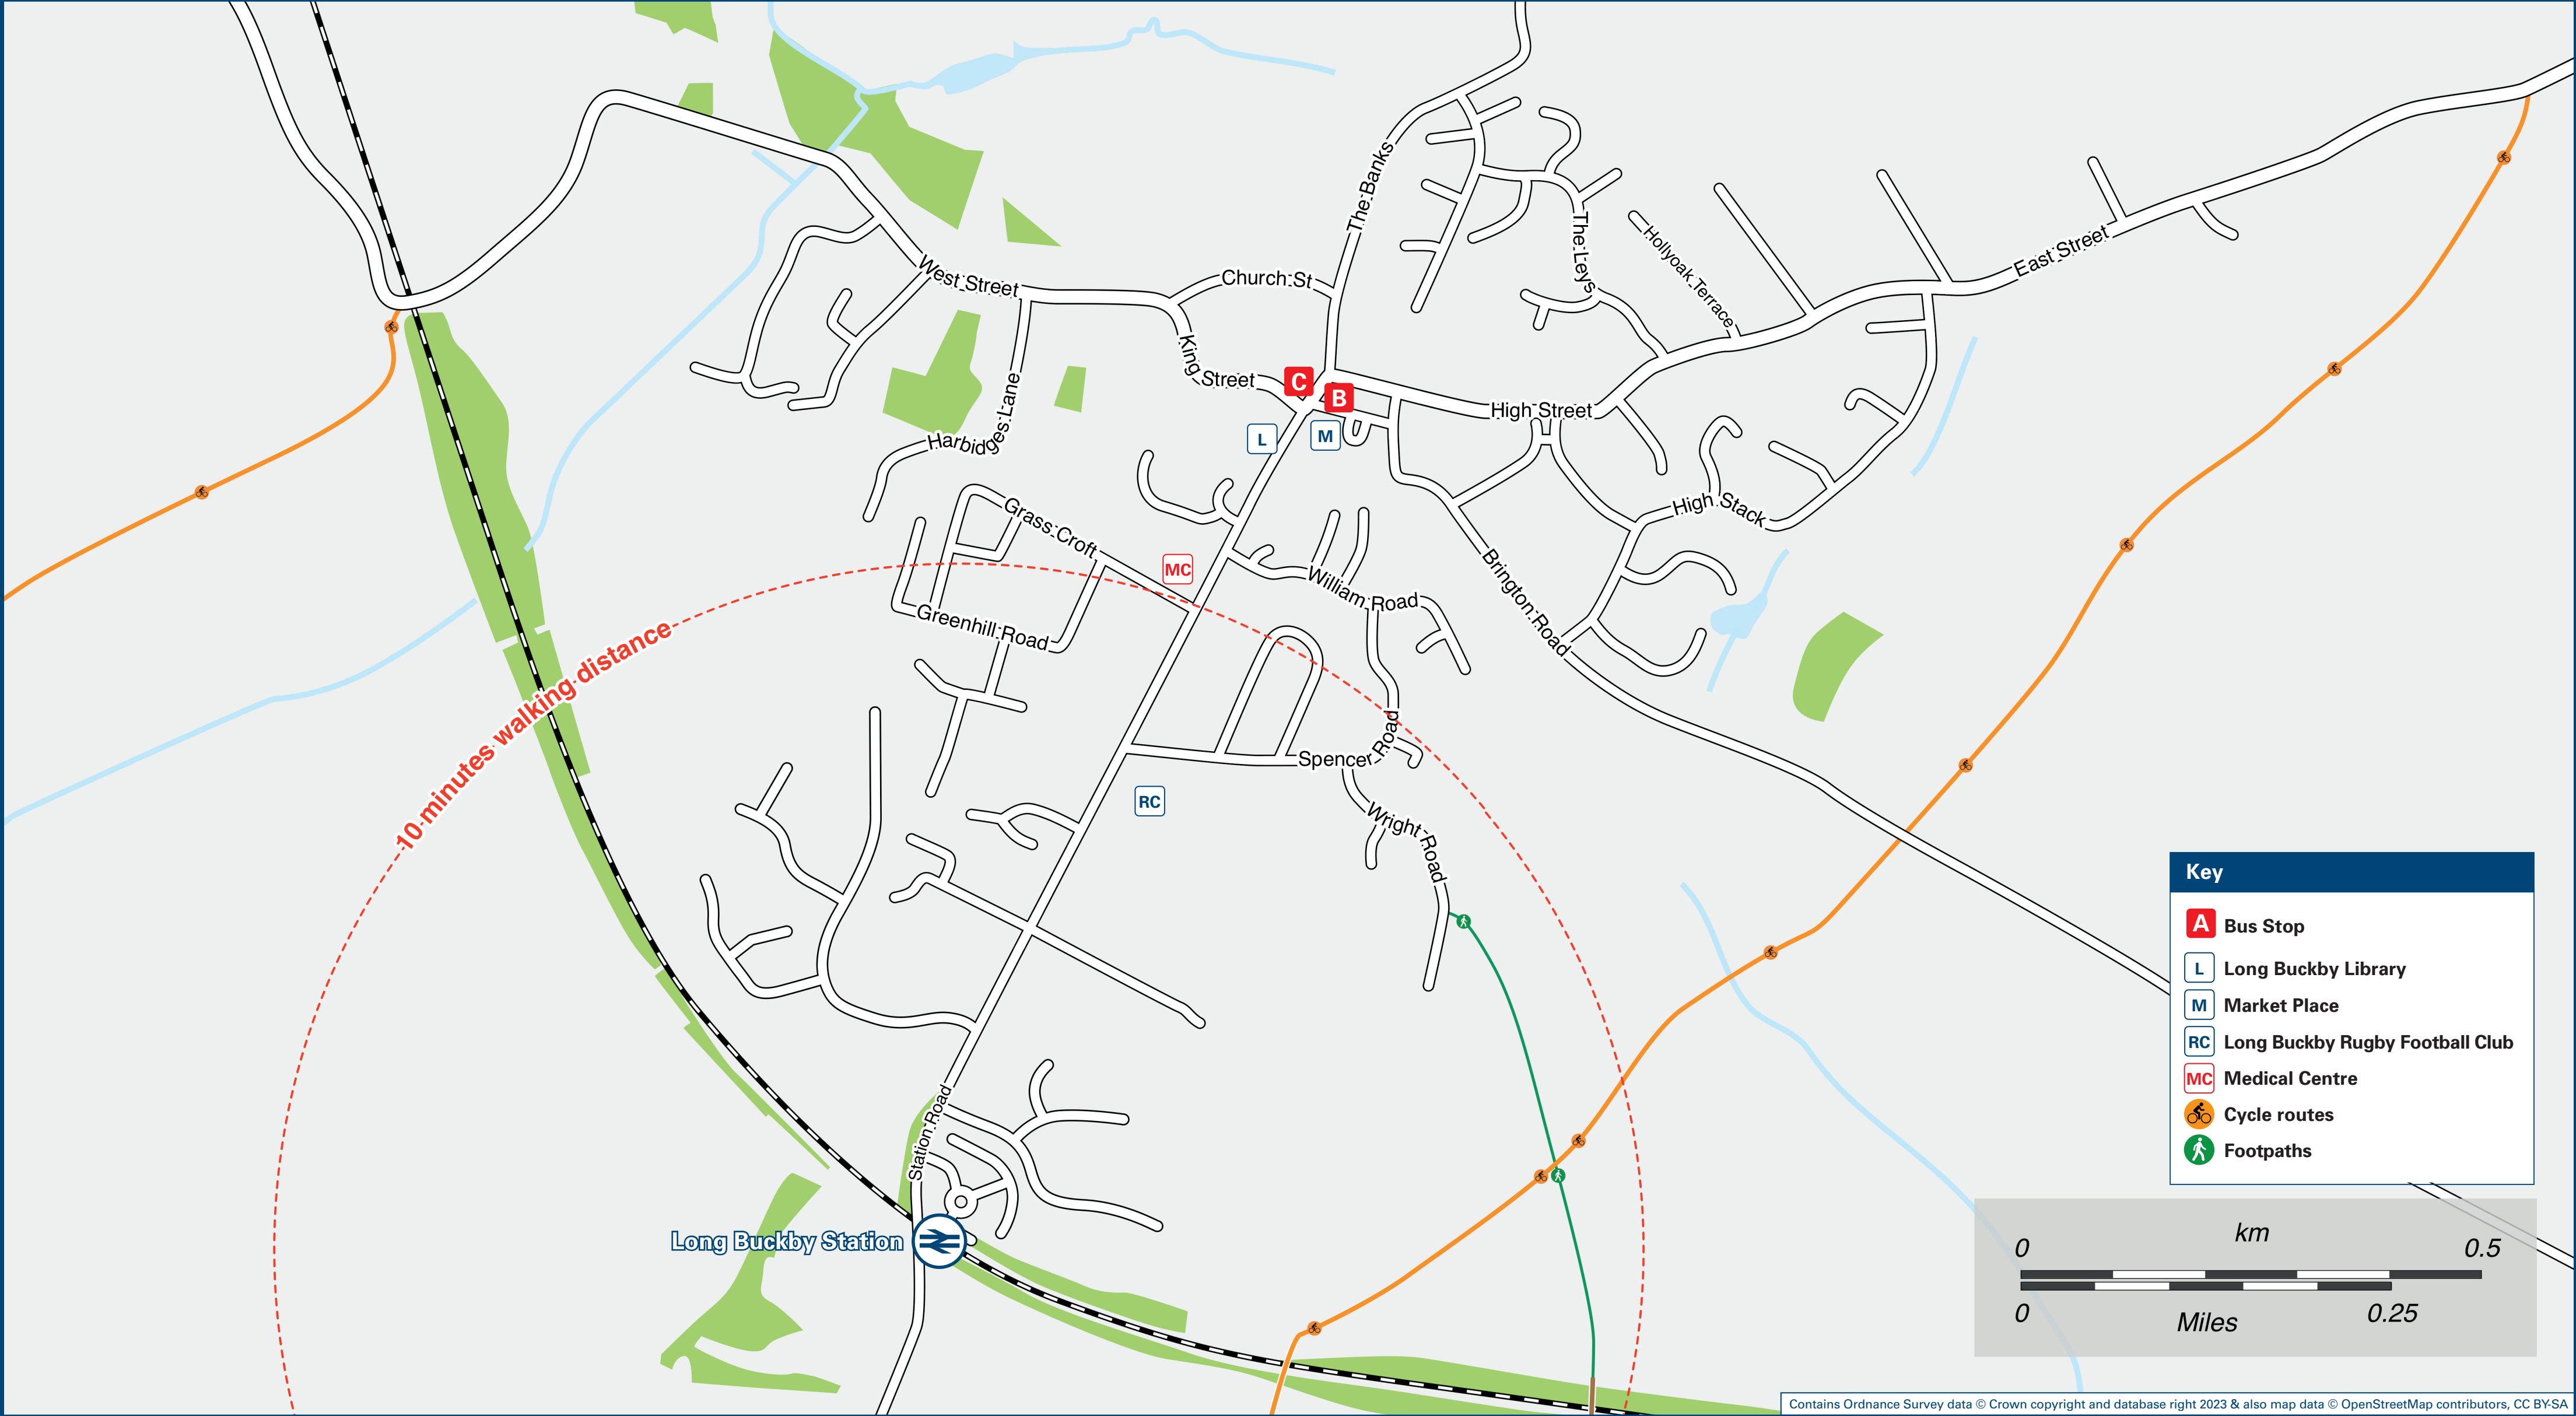 The Banks
The Leys
Hollyoak Terrace
East Street
West Street
Church St
King Street
C
B
High Street
L
M
Harbidges Lane
Grass Croft
High Stack
MC
William Road
Brington Road
Greenhill Road
10 minutes walking distance
Spencer Road
RC
Wright Road
Station Road
Long Buckby Station
Key
A Bus Stop
L Long Buckby Library
M Market Place
RC Long Buckby Rugby Football Club
MC Medical Centre
Cycle routes
Footpaths
km
0 0.5
0 0.25
Miles
Contains Ordnance Survey data © Crown copyright and database right 2023 & also map data © OpenStreetMap contributors, CC BY-SA